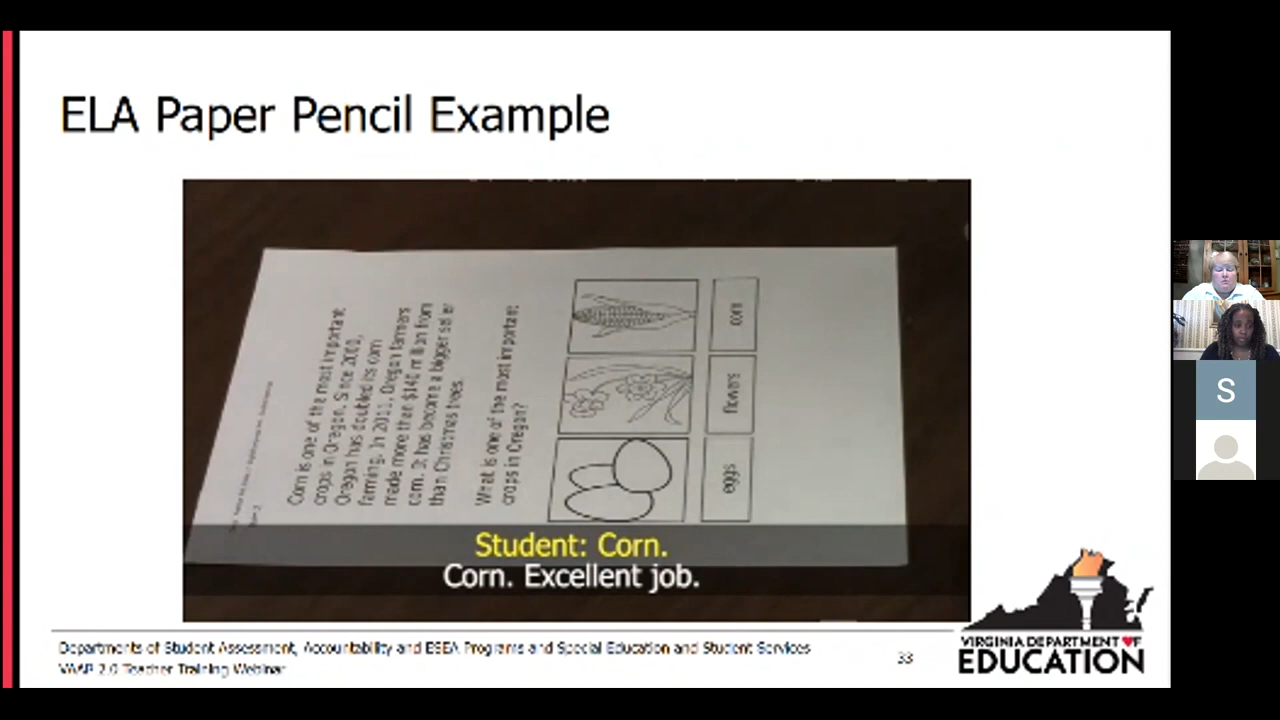 ELA Paper Pencil Example
Corn is one of the most important
crops in Oregon. Since 2000,
Oregon has doubled its corn
farming. In 2011, Oregon farmers
made more than $140 million from
corn. It has become a bigger seller
than Christmas trees.
What is one of the most important
crops in Oregon?
corn
flowers
eggs
Student: Corn.
Corn. Excellent job.
Departments of Student Assessment, Accountability and ESEA Programs and Special Education and Student Services
VAAP 2.0 Teacher Training Webinar
33
VIRGINIA DEPARTMENT OF
EDUCATION
S